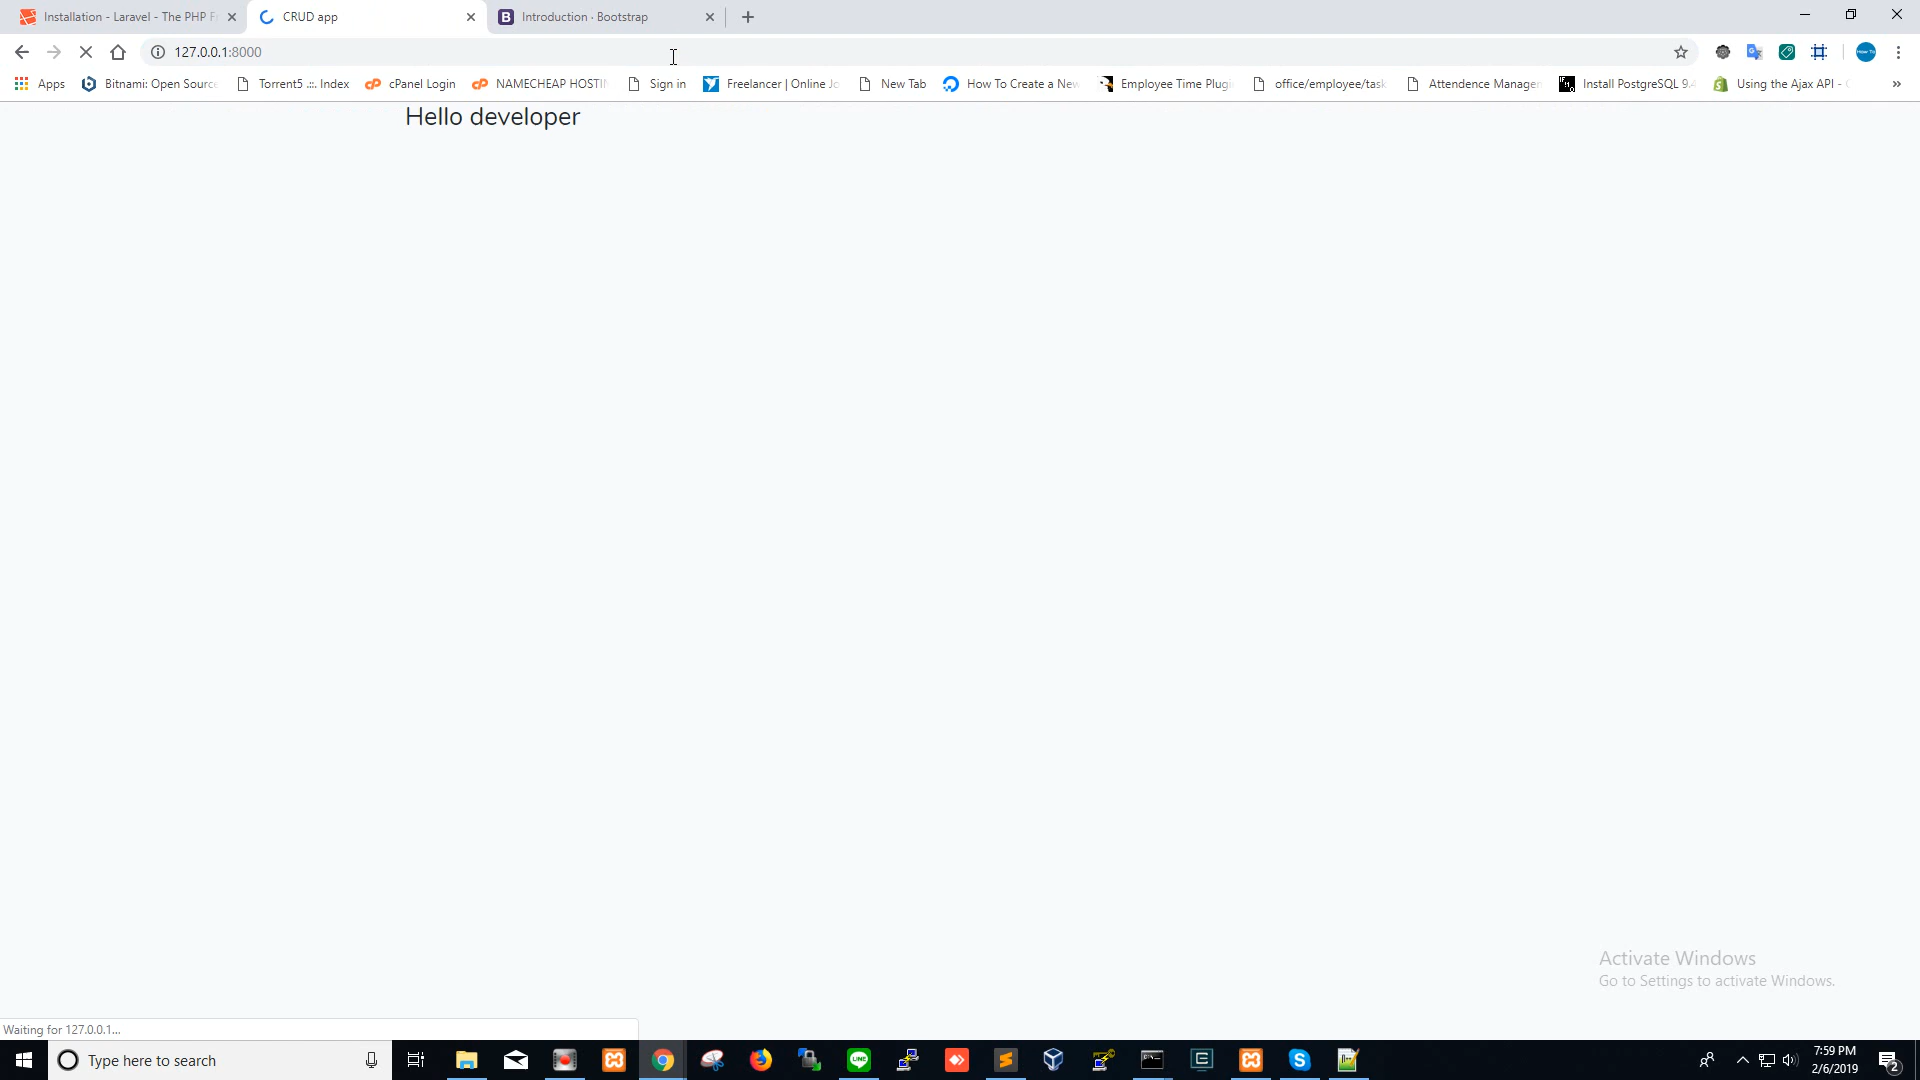 Installation - Laravel - The PHP F
CRUD app
Introduction · Bootstrap
127.0.0.1:8000
Apps
Bitnami: Open Source
Torrent5 .::. Index
cPanel Login
NAMECHEAP HOSTI
Sign in
Freelancer | Online Jo
New Tab
How To Create a New
Employee Time Plugi
office/employee/task
Attendence Manager
Install PostgreSQL 9.4
Using the Ajax API -
»
Hello developer
Activate Windows
Go to Settings to activate Windows.
Waiting for 127.0.0.1...
Type here to search
7:59 PM
2/6/2019
2